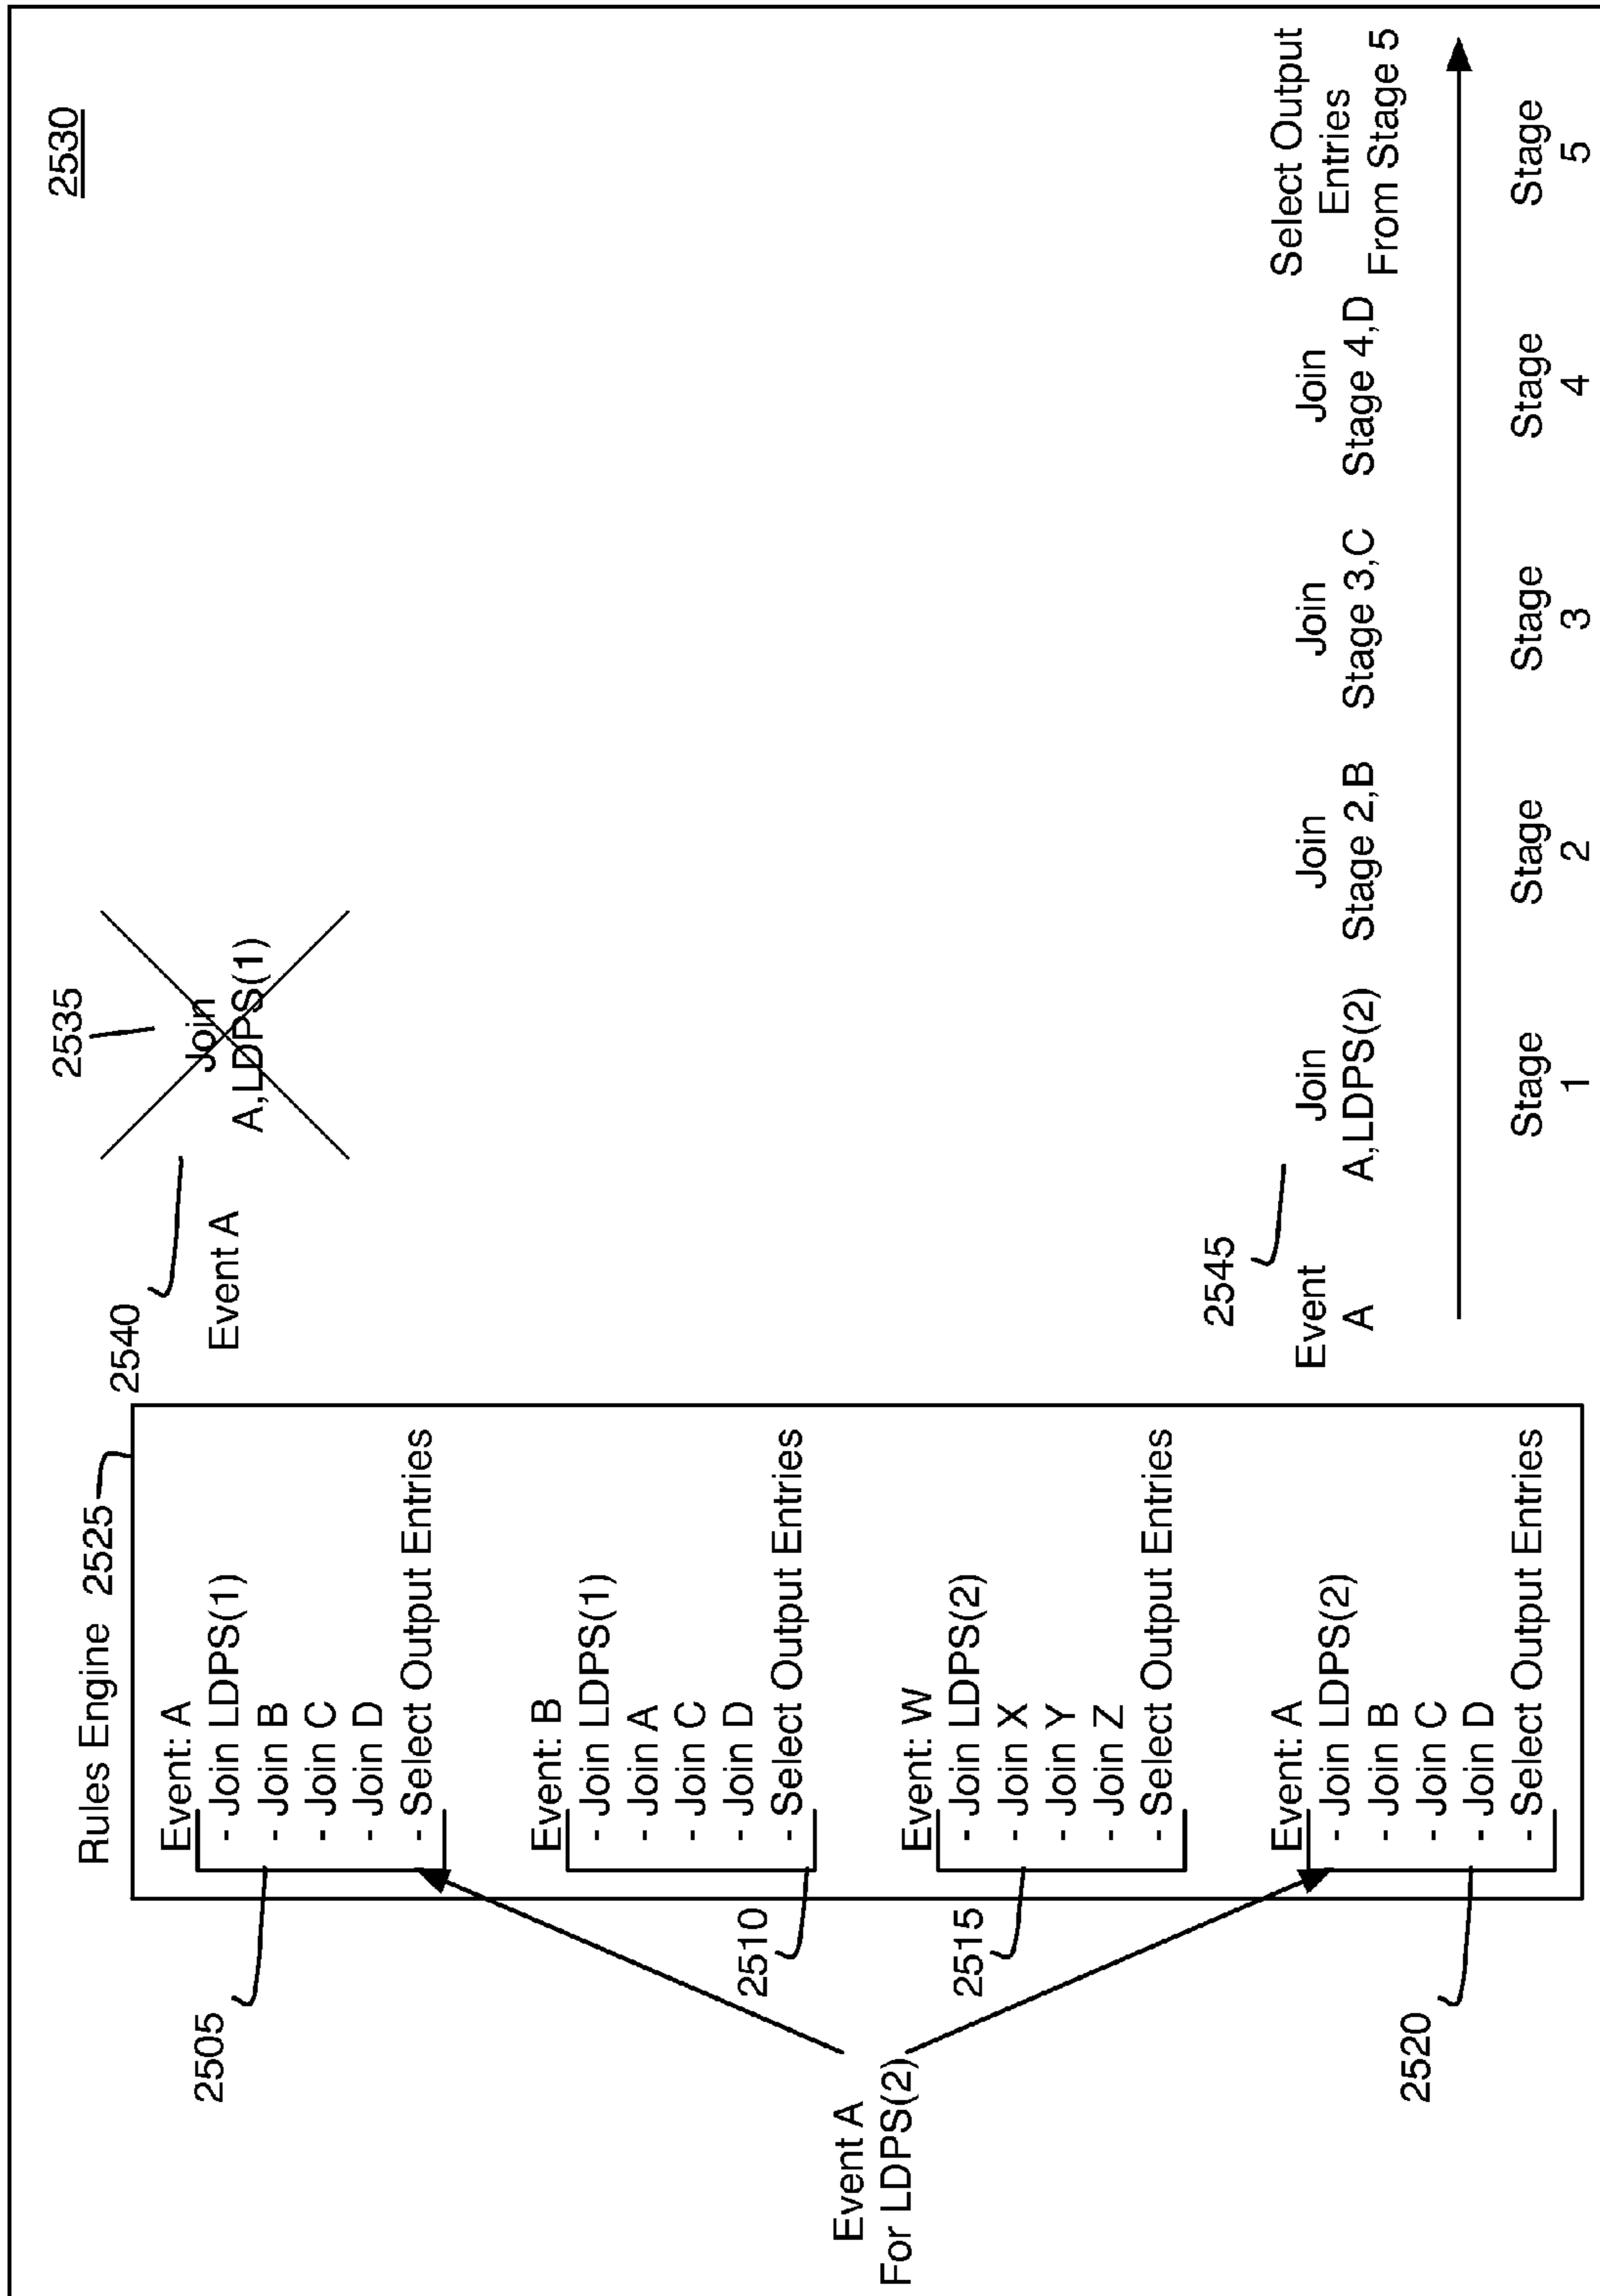 2530
Rules Engine 2525
Event: A
- Join LDPS(1)
- Join B
- Join C
- Join D
- Select Output Entries
Event: B
- Join LDPS(1)
- Join A
- Join C
- Join D
- Select Output Entries
Event: W
- Join LDPS(2)
- Join X
- Join Y
- Join Z
- Select Output Entries
Event: A
- Join LDPS(2)
- Join B
- Join C
- Join D
- Select Output Entries
2505
2510
2515
2520
Event A
For LDPS(2)
2540
2535
Event A
Join
A,LDPS(1)
2545
Event
A
Join
A,LDPS(2)
Join
Stage 2,B
Join
Stage 3,C
Join
Stage 4,D
Select Output
Entries
From Stage 5
Stage
1
Stage
2
Stage
3
Stage
4
Stage
5